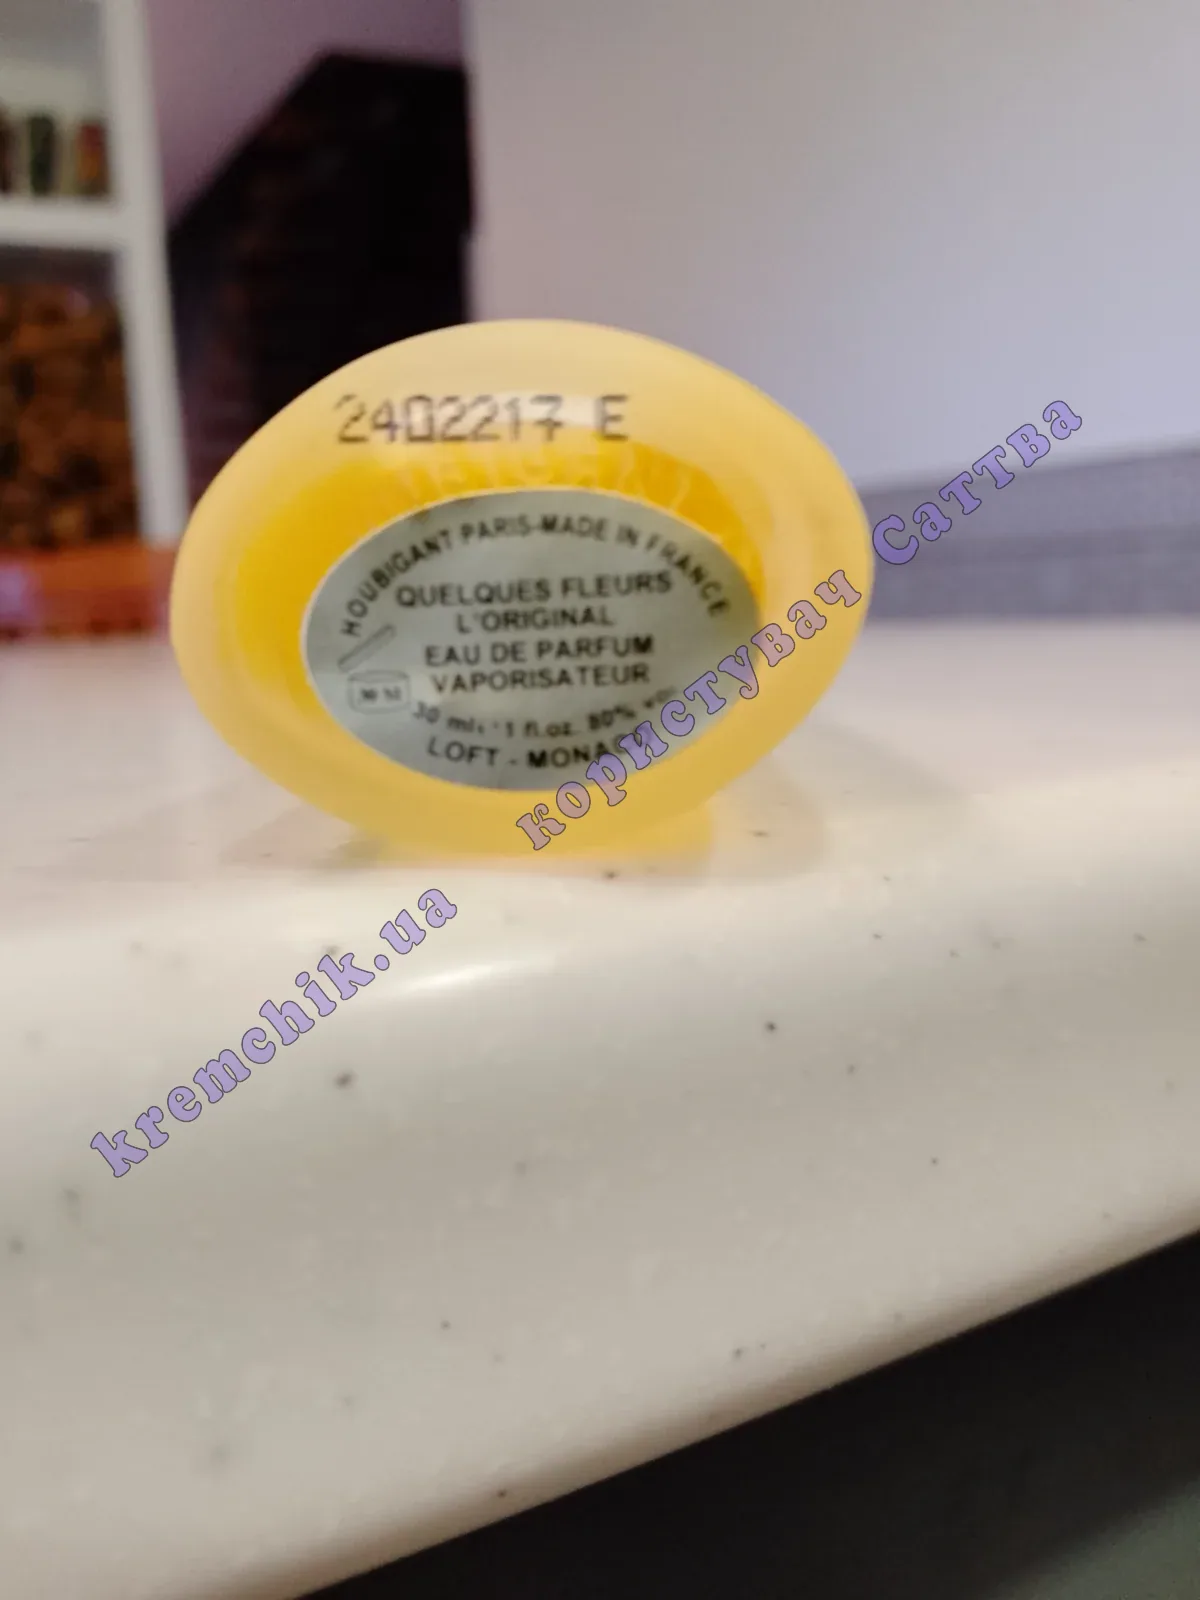 2402217 E
HOUBIGANT PARIS-MADE IN FRANCE
QUELQUES FLEURS
L'ORIGINAL
EAU DE PARFUM
VAPORISATEUR
30 ml 1 fl.oz. 80%
LOFT -
користувач Саттва
kremchik.ua